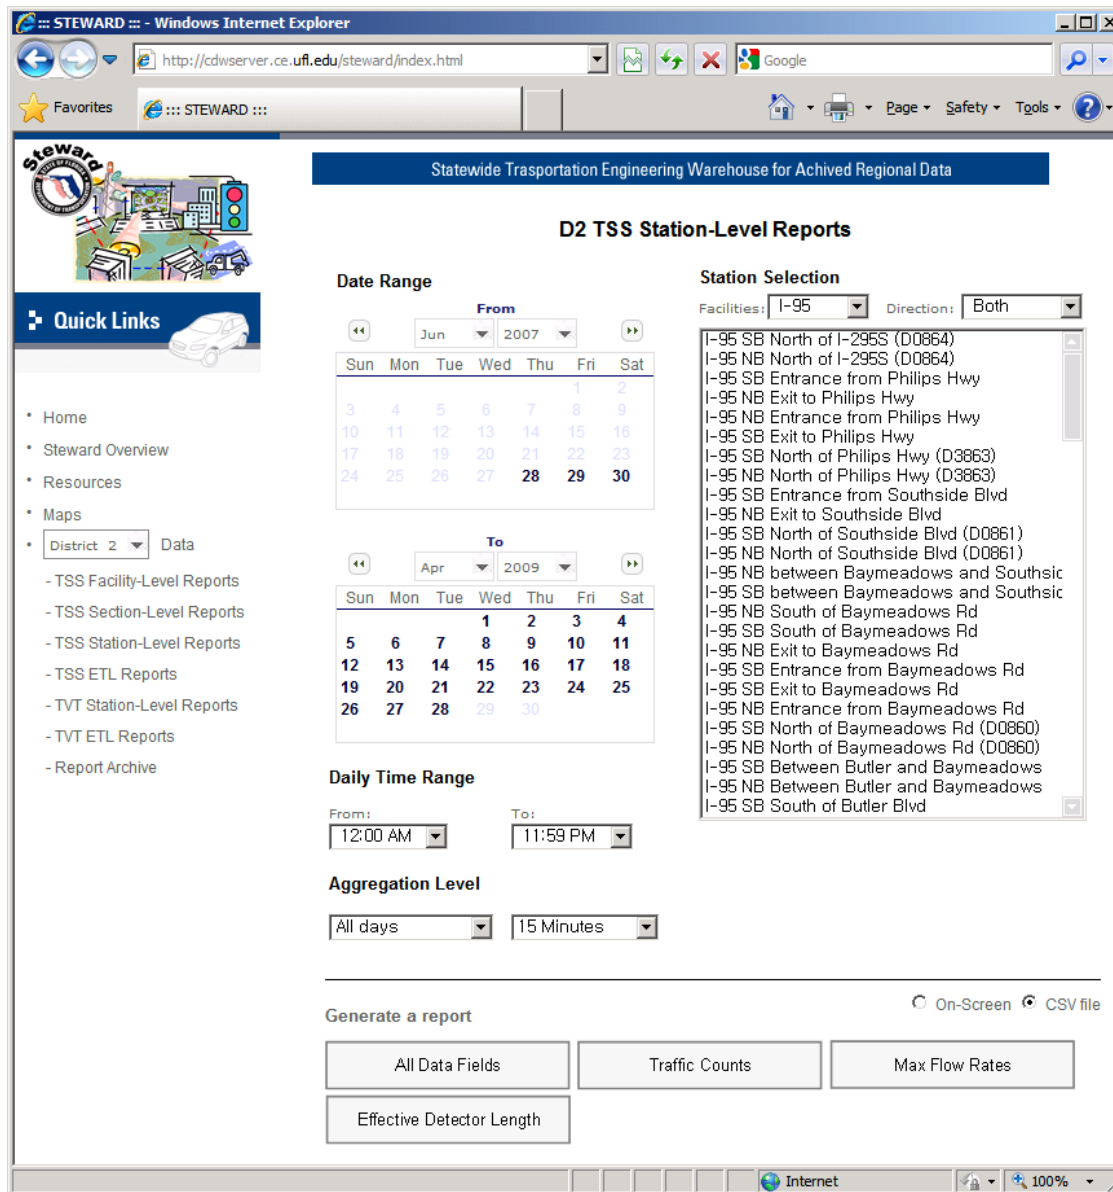 ::: STEWARD ::: - Windows Internet Explorer
http://cdwserver.ce.ufl.edu/steward/index.html
Google
Favorites
::: STEWARD :::
Page
Safety
Tools
Steward
Statewide Trasportation Engineering Warehouse for Achived Regional Data
D2 TSS Station-Level Reports
Quick Links
Home
Steward Overview
Resources
Maps
District 2 Data
- TSS Facility-Level Reports
- TSS Section-Level Reports
- TSS Station-Level Reports
- TSS ETL Reports
- TVT Station-Level Reports
- TVT ETL Reports
- Report Archive
Date Range
From
Jun 2007
Sun Mon Tue Wed Thu Fri Sat
1 2
3 4 5 6 7 8 9
10 11 12 13 14 15 16
17 18 19 20 21 22 23
24 25 26 27 28 29 30
To
Apr 2009
Sun Mon Tue Wed Thu Fri Sat
1 2 3 4
5 6 7 8 9 10 11
12 13 14 15 16 17 18
19 20 21 22 23 24 25
26 27 28 29 30
Daily Time Range
From: To:
12:00 AM 11:59 PM
Aggregation Level
All days 15 Minutes
Station Selection
Facilities: I-95 Direction: Both
I-95 SB North of I-295S (D0864)
I-95 NB North of I-295S (D0864)
I-95 SB Entrance from Philips Hwy
I-95 NB Exit to Philips Hwy
I-95 NB Entrance from Philips Hwy
I-95 SB Exit to Philips Hwy
I-95 SB North of Philips Hwy (D3863)
I-95 NB North of Philips Hwy (D3863)
I-95 SB Entrance from Southside Blvd
I-95 NB Exit to Southside Blvd
I-95 SB North of Southside Blvd (D0861)
I-95 NB North of Southside Blvd (D0861)
I-95 NB between Baymeadows and Southsic
I-95 SB between Baymeadows and Southsic
I-95 NB South of Baymeadows Rd
I-95 SB South of Baymeadows Rd
I-95 NB Exit to Baymeadows Rd
I-95 SB Entrance from Baymeadows Rd
I-95 SB Exit to Baymeadows Rd
I-95 NB Entrance from Baymeadows Rd
I-95 SB North of Baymeadows Rd (D0860)
I-95 NB North of Baymeadows Rd (D0860)
I-95 SB Between Butler and Baymeadows
I-95 NB Between Butler and Baymeadows
I-95 SB South of Butler Blvd
Generate a report
On-Screen CSV file
All Data Fields
Traffic Counts
Max Flow Rates
Effective Detector Length
Internet
100%